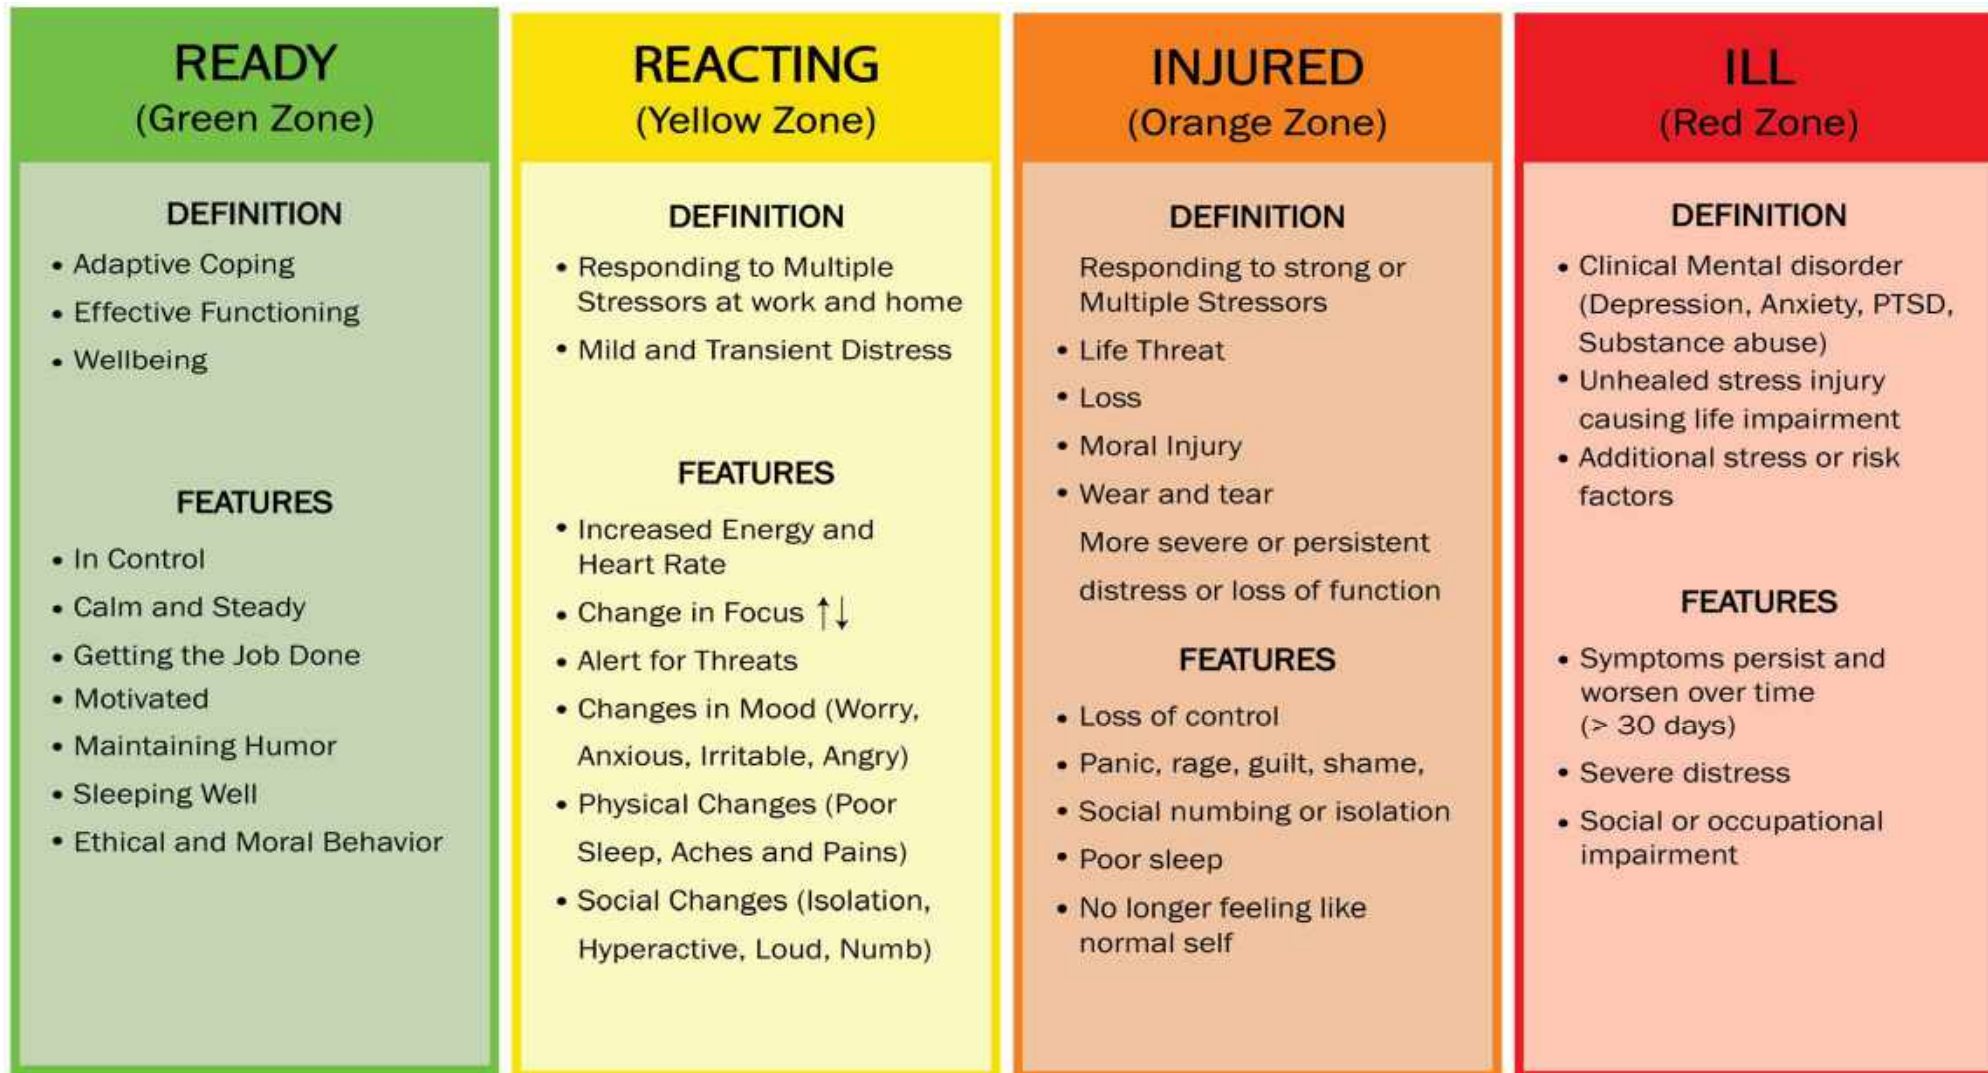 READY
(Green Zone)
DEFINITION
• Adaptive Coping
• Effective Functioning
• Wellbeing
FEATURES
• In Control
• Calm and Steady
• Getting the Job Done
• Motivated
• Maintaining Humor
• Sleeping Well
• Ethical and Moral Behavior
REACTING
(Yellow Zone)
DEFINITION
• Responding to Multiple
Stressors at work and home
• Mild and Transient Distress
FEATURES
• Increased Energy and
Heart Rate
• Change in Focus ↑↓
• Alert for Threats
• Changes in Mood (Worry,
Anxious, Irritable, Angry)
• Physical Changes (Poor
Sleep, Aches and Pains)
• Social Changes (Isolation,
Hyperactive, Loud, Numb)
INJURED
(Orange Zone)
DEFINITION
Responding to strong or
Multiple Stressors
• Life Threat
• Loss
• Moral Injury
• Wear and tear
More severe or persistent
distress or loss of function
FEATURES
• Loss of control
• Panic, rage, guilt, shame,
• Social numbing or isolation
• Poor sleep
• No longer feeling like
normal self
ILL
(Red Zone)
DEFINITION
• Clinical Mental disorder
(Depression, Anxiety, PTSD,
Substance abuse)
• Unhealed stress injury
causing life impairment
• Additional stress or risk
factors
FEATURES
• Symptoms persist and
worsen over time
(> 30 days)
• Severe distress
• Social or occupational
impairment